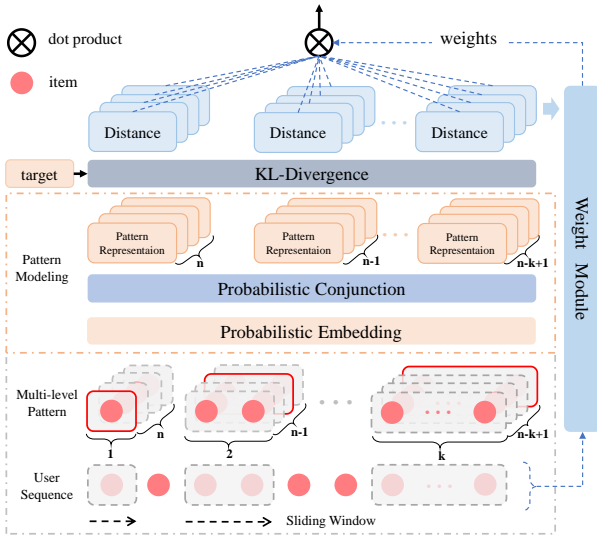 dot product
weights
item
Distance
Distance
Distance
target
KL-Divergence
Weight Module
Pattern
Modeling
Pattern
Representaion
n
Pattern
Representaion
n-1
Pattern
Representaion
n-k+1
Probabilistic Conjunction
Probabilistic Embedding
Multi-level
Pattern
1
n
2
n-1
k
n-k+1
User
Sequence
Sliding Window